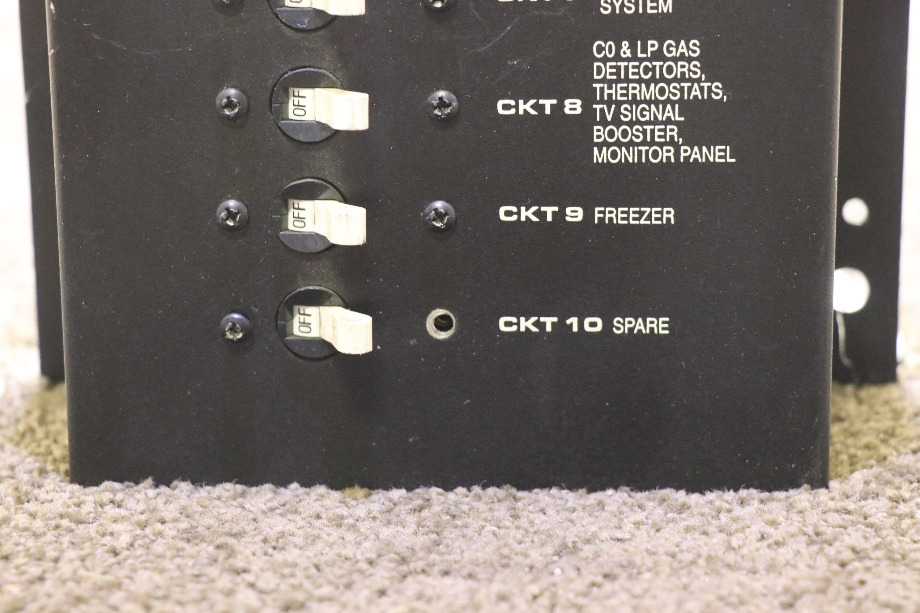 SYSTEM
OFF
CKT 8
C0 & LP GAS
DETECTORS,
THERMOSTATS,
TV SIGNAL
BOOSTER,
MONITOR PANEL
OFF
CKT 9 FREEZER
OFF
CKT 10 SPARE